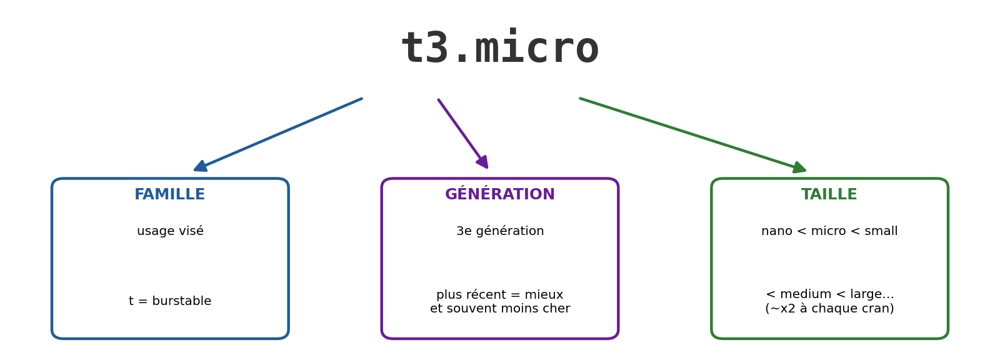 t3.micro
FAMILLE
usage visé
t = burstable
GÉNÉRATION
3e génération
plus récent = mieux
et souvent moins cher
TAILLE
nano < micro < small
< medium < large...
(~x2 à chaque cran)